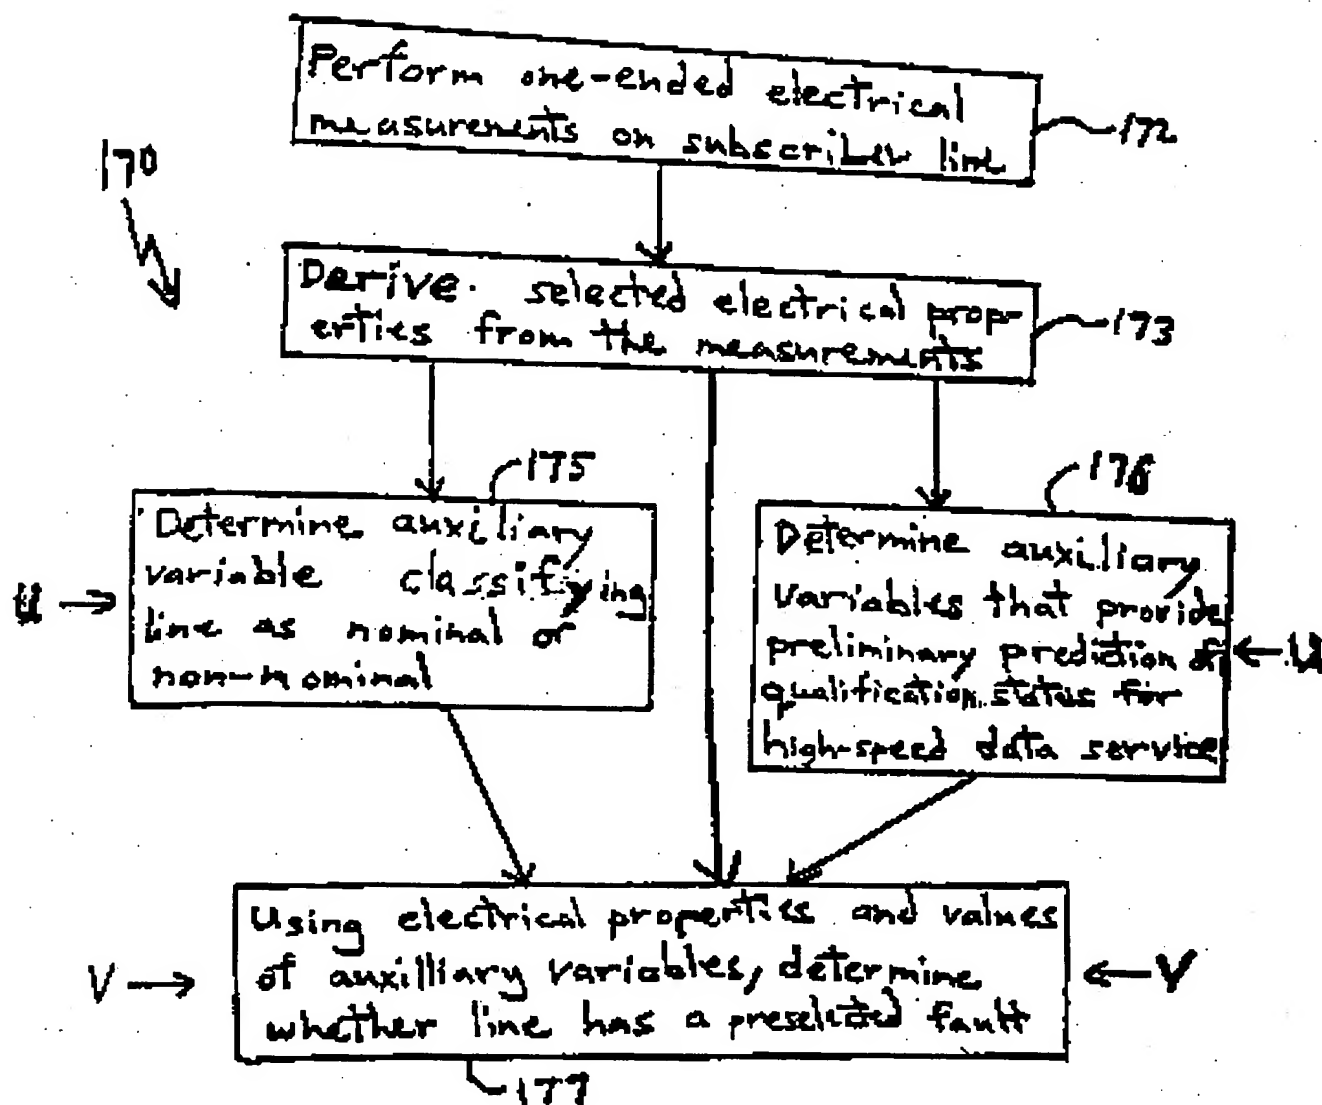 Perform one-ended electrical
measurements on subscriber line
172
170
Derive selected electrical prop-
erties from the measurements
173
175
Determine auxiliary
variable classifying
line as nominal or
non-nominal
U
176
Determine auxiliary
variables that provide
preliminary prediction of
qualification status for
high-speed data service
U
Using electrical properties and values
of auxilliary variables, determine
whether line has a preselected fault
V
V
177